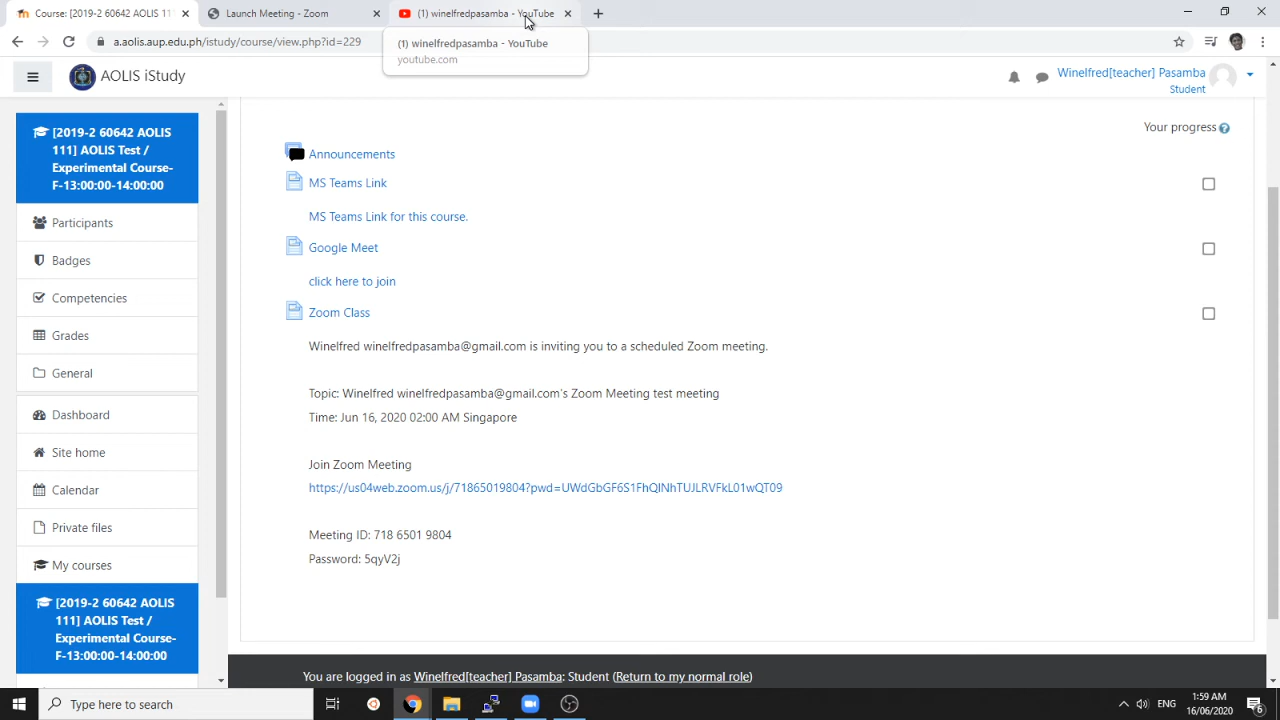 Course: [2019-2 60642 AOLIS 11
Launch Meeting - Zoom
(1) winelfredpasamba - YouTube
a.aolis.aup.edu.ph/istudy/course/view.php?id=229
(1) winelfredpasamba - YouTube
youtube.com
AOLIS iStudy
Winelfred[teacher] Pasamba
Student
[2019-2 60642 AOLIS
111] AOLIS Test /
Experimental Course-
F-13:00:00-14:00:00
Participants
Badges
Competencies
Grades
General
Dashboard
Site home
Calendar
Private files
My courses
[2019-2 60642 AOLIS
111] AOLIS Test /
Experimental Course-
F-13:00:00-14:00:00
Your progress
Announcements
MS Teams Link
MS Teams Link for this course.
Google Meet
click here to join
Zoom Class
Winelfred winelfredpasamba@gmail.com is inviting you to a scheduled Zoom meeting.
Topic: Winelfred winelfredpasamba@gmail.com's Zoom Meeting test meeting
Time: Jun 16, 2020 02:00 AM Singapore
Join Zoom Meeting
https://us04web.zoom.us/j/71865019804?pwd=UWdGbGF6S1FhQlNhTUJLRVFkL01wQT09
Meeting ID: 718 6501 9804
Password: 5qyV2j
You are logged in as Winelfred[teacher] Pasamba: Student (Return to my normal role)
Type here to search
ENG
1:59 AM
16/06/2020
6